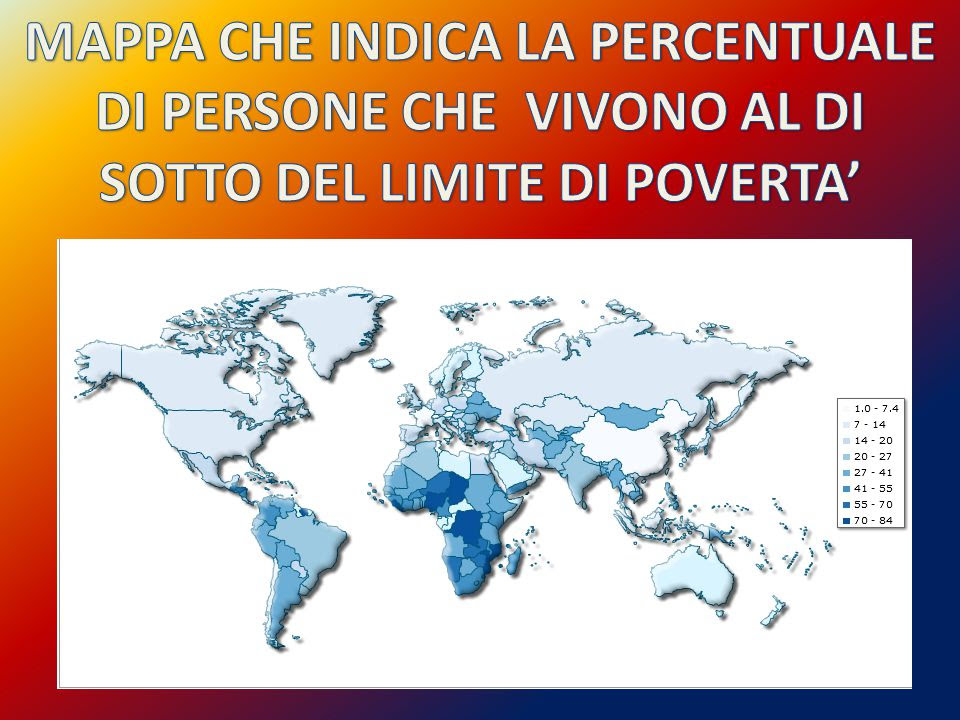 MAPPA CHE INDICA LA PERCENTUALE
DI PERSONE CHE VIVONO AL DI
SOTTO DEL LIMITE DI POVERTA’
1.0 - 7.4
7 - 14
14 - 20
20 - 27
27 - 41
41 - 55
55 - 70
70 - 84